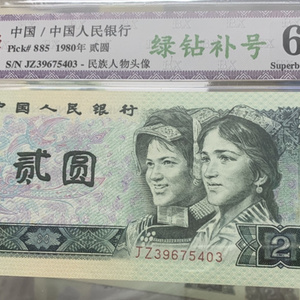 中国/中国人民银行
Pick# 885 1980年 贰圆
S/N JZ39675403 - 民族人物头像
绿钻补号
6
Superb
中国人民银行
贰圆
JZ39675403
2